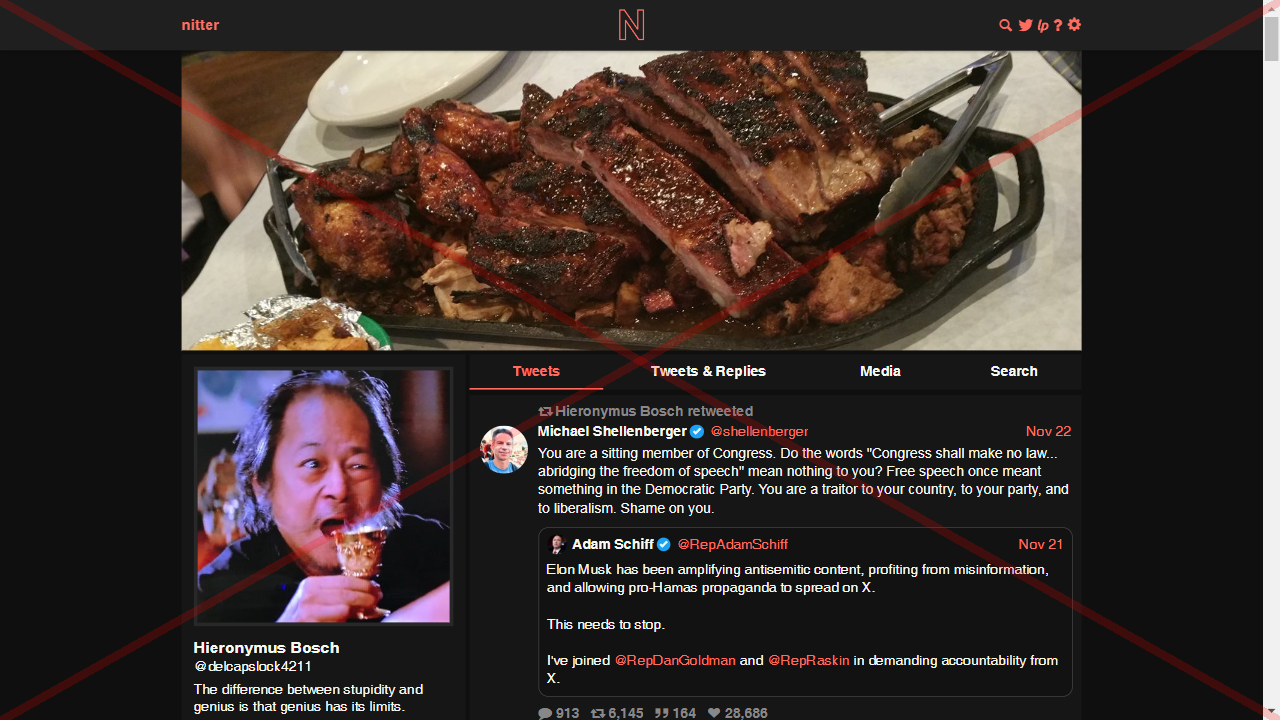 nitter
N
lp ?
Tweets
Tweets & Replies
Media
Search
Hieronymus Bosch retweeted
Michael Shellenberger @shellenberger Nov 22
You are a sitting member of Congress. Do the words "Congress shall make no law...
abridging the freedom of speech" mean nothing to you? Free speech once meant
something in the Democratic Party. You are a traitor to your country, to your party, and
to liberalism. Shame on you.
Adam Schiff @RepAdamSchiff Nov 21
Elon Musk has been amplifying antisemitic content, profiting from misinformation,
and allowing pro-Hamas propaganda to spread on X.
This needs to stop.
I've joined @RepDanGoldman and @RepRaskin in demanding accountability from
X.
913 6,145 164 28,686
Hieronymus Bosch
@delcapslock4211
The difference between stupidity and
genius is that genius has its limits.